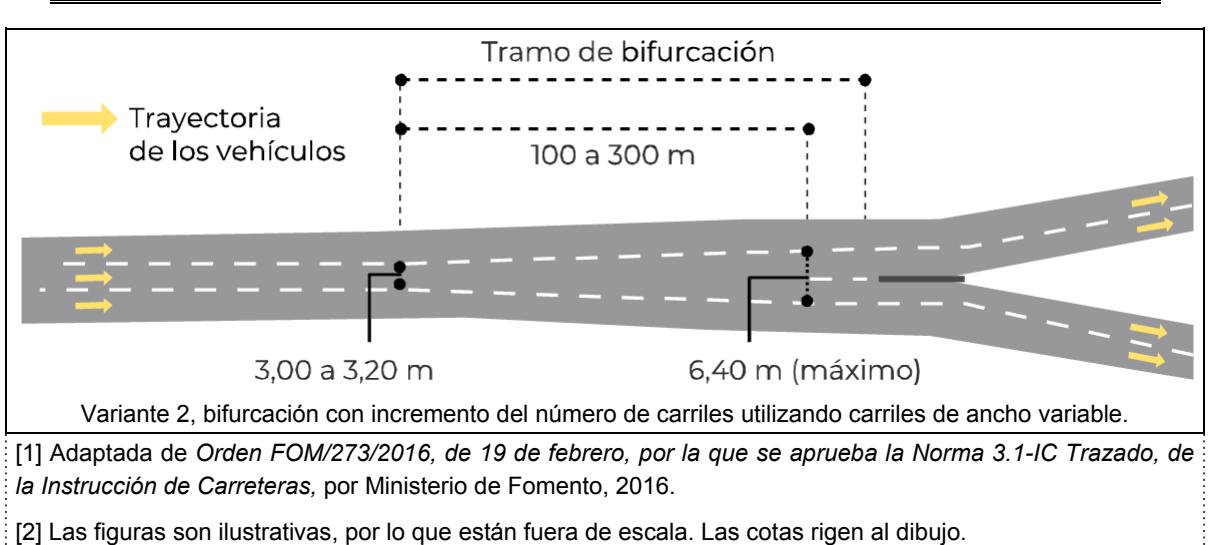 Tramo de bifurcación
Trayectoria
de los vehículos
100 a 300 m
3,00 a 3,20 m
6,40 m (máximo)
Variante 2, bifurcación con incremento del número de carriles utilizando carriles de ancho variable.
[1] Adaptada de Orden FOM/273/2016, de 19 de febrero, por la que se aprueba la Norma 3.1-IC Trazado, de
la Instrucción de Carreteras, por Ministerio de Fomento, 2016.
[2] Las figuras son ilustrativas, por lo que están fuera de escala. Las cotas rigen al dibujo.